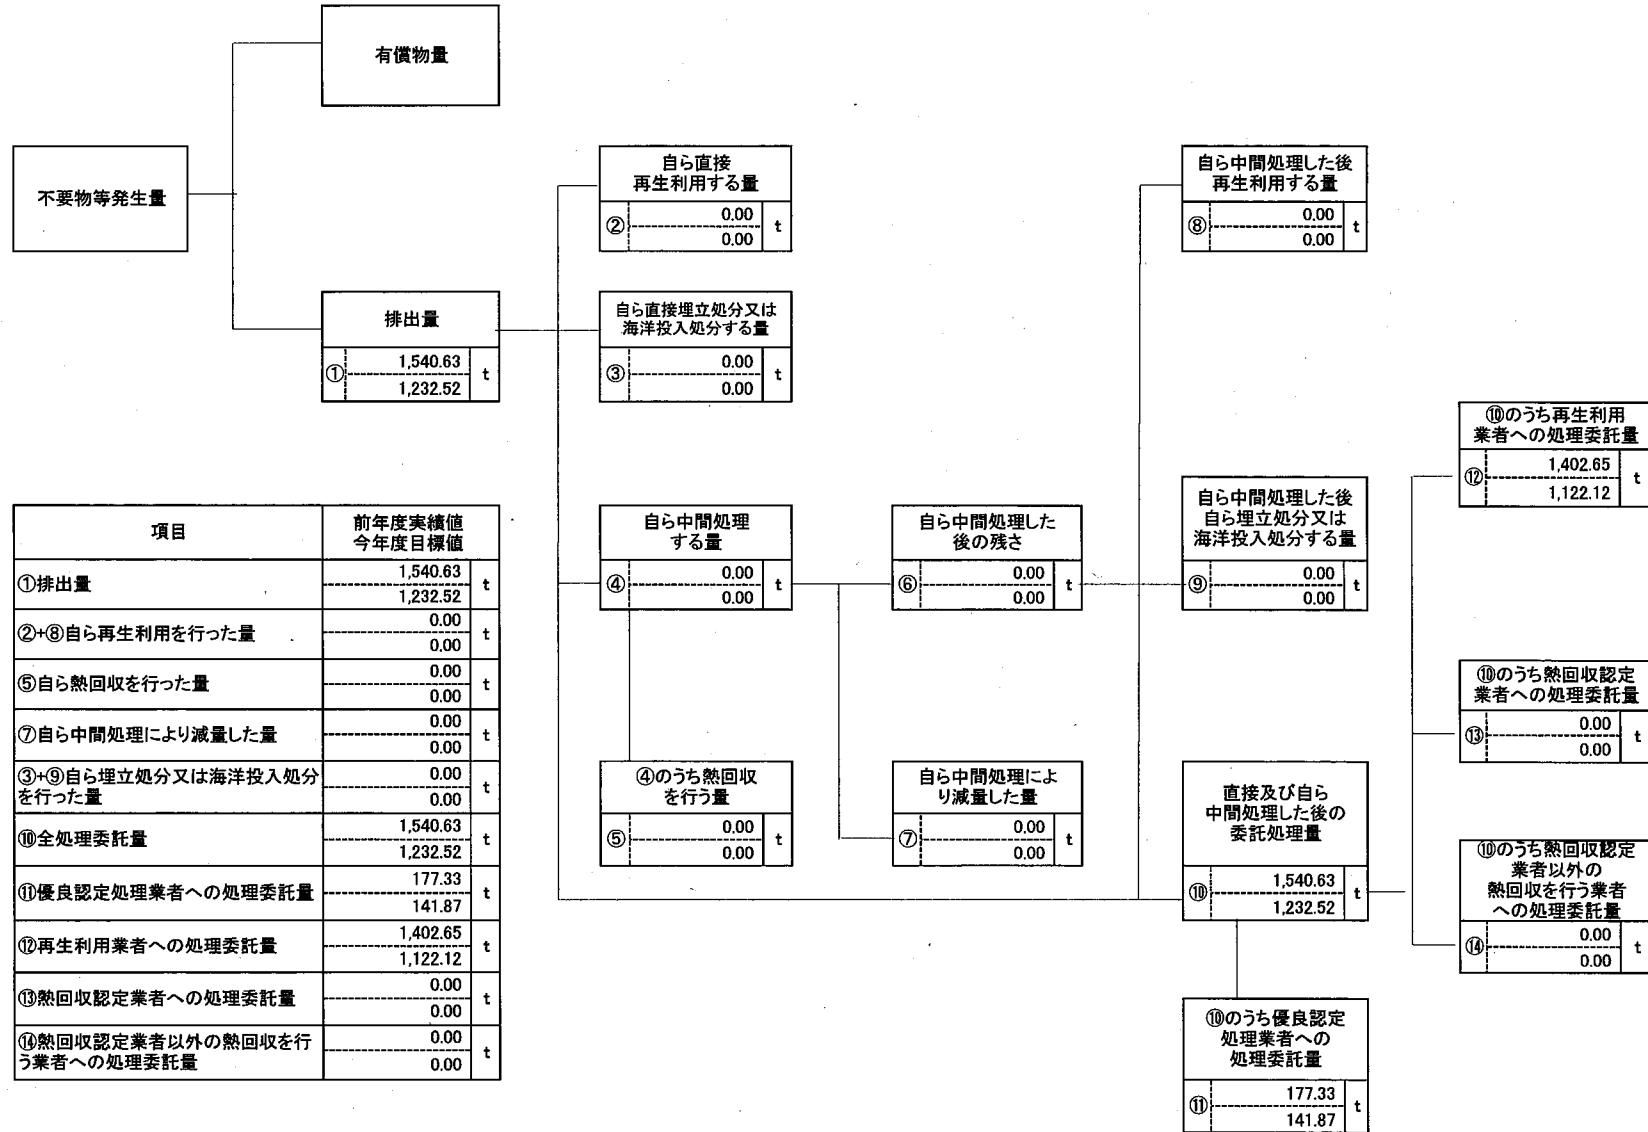 有償物量
不要物等発生量
排出量
①
1,540.63
1,232.52
t
自ら直接
再生利用する量
②
0.00
0.00
t
自ら直接埋立処分又は
海洋投入処分する量
③
0.00
0.00
t
自ら中間処理
する量
④
0.00
0.00
t
④のうち熱回収
を行う量
⑤
0.00
0.00
t
自ら中間処理した
後の残さ
⑥
0.00
0.00
t
自ら中間処理によ
り減量した量
⑦
0.00
0.00
t
自ら中間処理した後
再生利用する量
⑧
0.00
0.00
t
自ら中間処理した後
自ら埋立処分又は
海洋投入処分する量
⑨
0.00
0.00
t
直接及び自ら
中間処理した後の
委託処理量
⑩
1,540.63
1,232.52
t
⑩のうち優良認定
処理業者への
処理委託量
⑪
177.33
141.87
t
⑩のうち再生利用
業者への処理委託量
⑫
1,402.65
1,122.12
t
⑩のうち熱回収認定
業者への処理委託量
⑬
0.00
0.00
t
⑩のうち熱回収認定
業者以外の
熱回収を行う業者
への処理委託量
⑭
0.00
0.00
t
項目
前年度実績値
今年度目標値
①排出量
1,540.63
1,232.52
t
②+⑧自ら再生利用を行った量
0.00
0.00
t
⑤自ら熱回収を行った量
0.00
0.00
t
⑦自ら中間処理により減量した量
0.00
0.00
t
③+⑨自ら埋立処分又は海洋投入処分
を行った量
0.00
0.00
t
⑩全処理委託量
1,540.63
1,232.52
t
⑪優良認定処理業者への処理委託量
177.33
141.87
t
⑫再生利用業者への処理委託量
1,402.65
1,122.12
t
⑬熱回収認定業者への処理委託量
0.00
0.00
t
⑭熱回収認定業者以外の熱回収を行
う業者への処理委託量
0.00
0.00
t